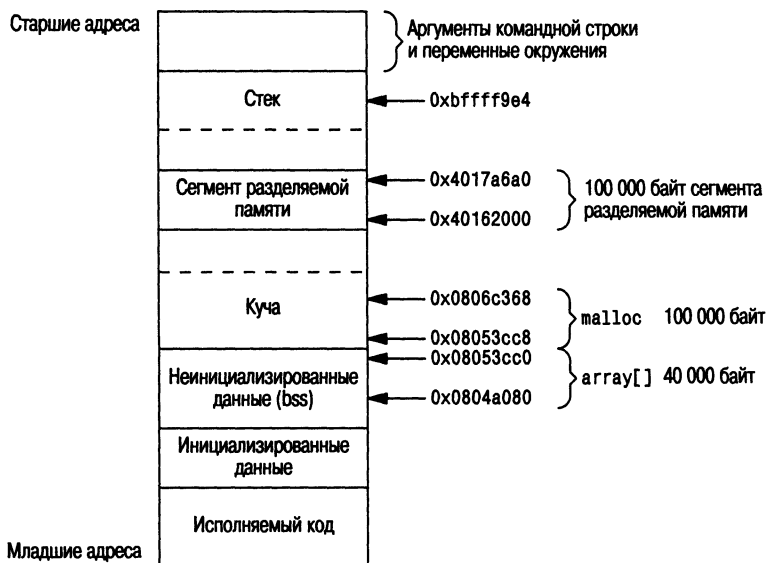 Старшие адреса
Аргументы командной строки
и переменные окружения
Стек
0xbffff9e4
Сегмент разделяемой
памяти
0x4017a6a0
0x40162000
100 000 байт сегмента
разделяемой памяти
Куча
0x0806c368
0x08053cc8
malloc 100 000 байт
Неинициализированные
данные (bss)
0x08053cc0
0x0804a080
array[] 40 000 байт
Инициализированные
данные
Исполняемый код
Младшие адреса